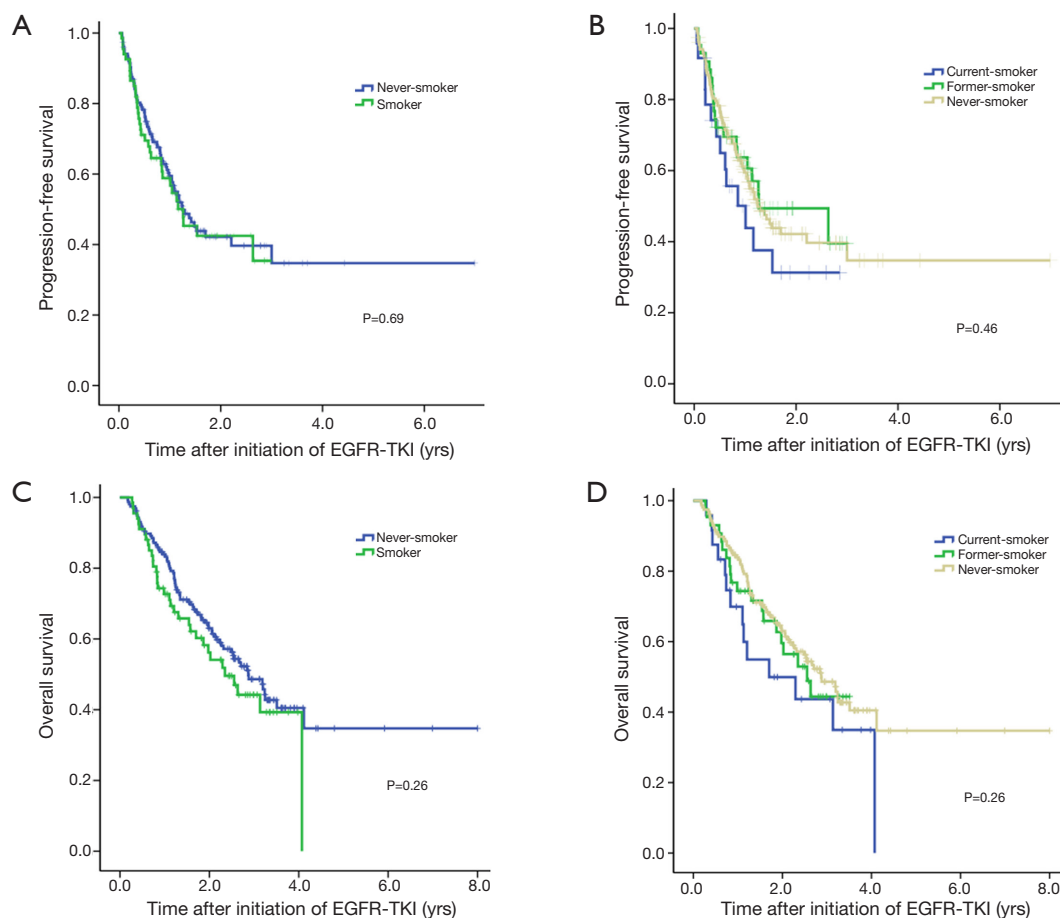 A
Progression-free survival
1.0
0.8
0.6
0.4
0.2
0.0
Never-smoker
Smoker
P=0.69
0.0 2.0 4.0 6.0
Time after initiation of EGFR-TKI (yrs)
B
Progression-free survival
1.0
0.8
0.6
0.4
0.2
0.0
Current-smoker
Former-smoker
Never-smoker
P=0.46
0.0 2.0 4.0 6.0
Time after initiation of EGFR-TKI (yrs)
C
Overall survival
1.0
0.8
0.6
0.4
0.2
0.0
Never-smoker
Smoker
P=0.26
0.0 2.0 4.0 6.0 8.0
Time after initiation of EGFR-TKI (yrs)
D
Overall survival
1.0
0.8
0.6
0.4
0.2
0.0
Current-smoker
Former-smoker
Never-smoker
P=0.26
0.0 2.0 4.0 6.0 8.0
Time after initiation of EGFR-TKI (yrs)